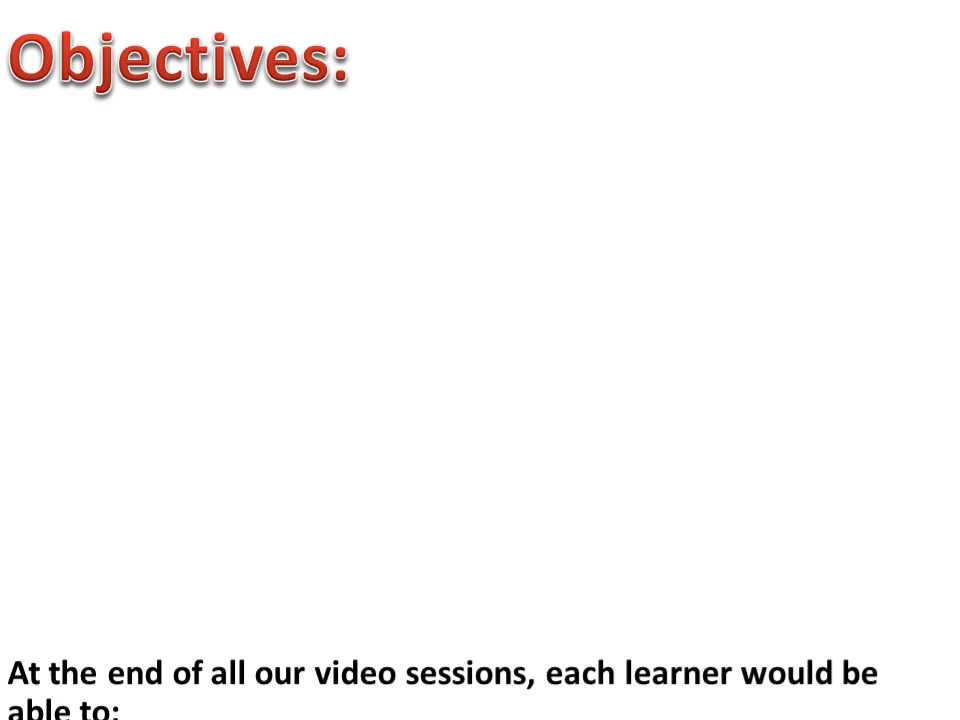 Objectives:
At the end of all our video sessions, each learner would be
able to: